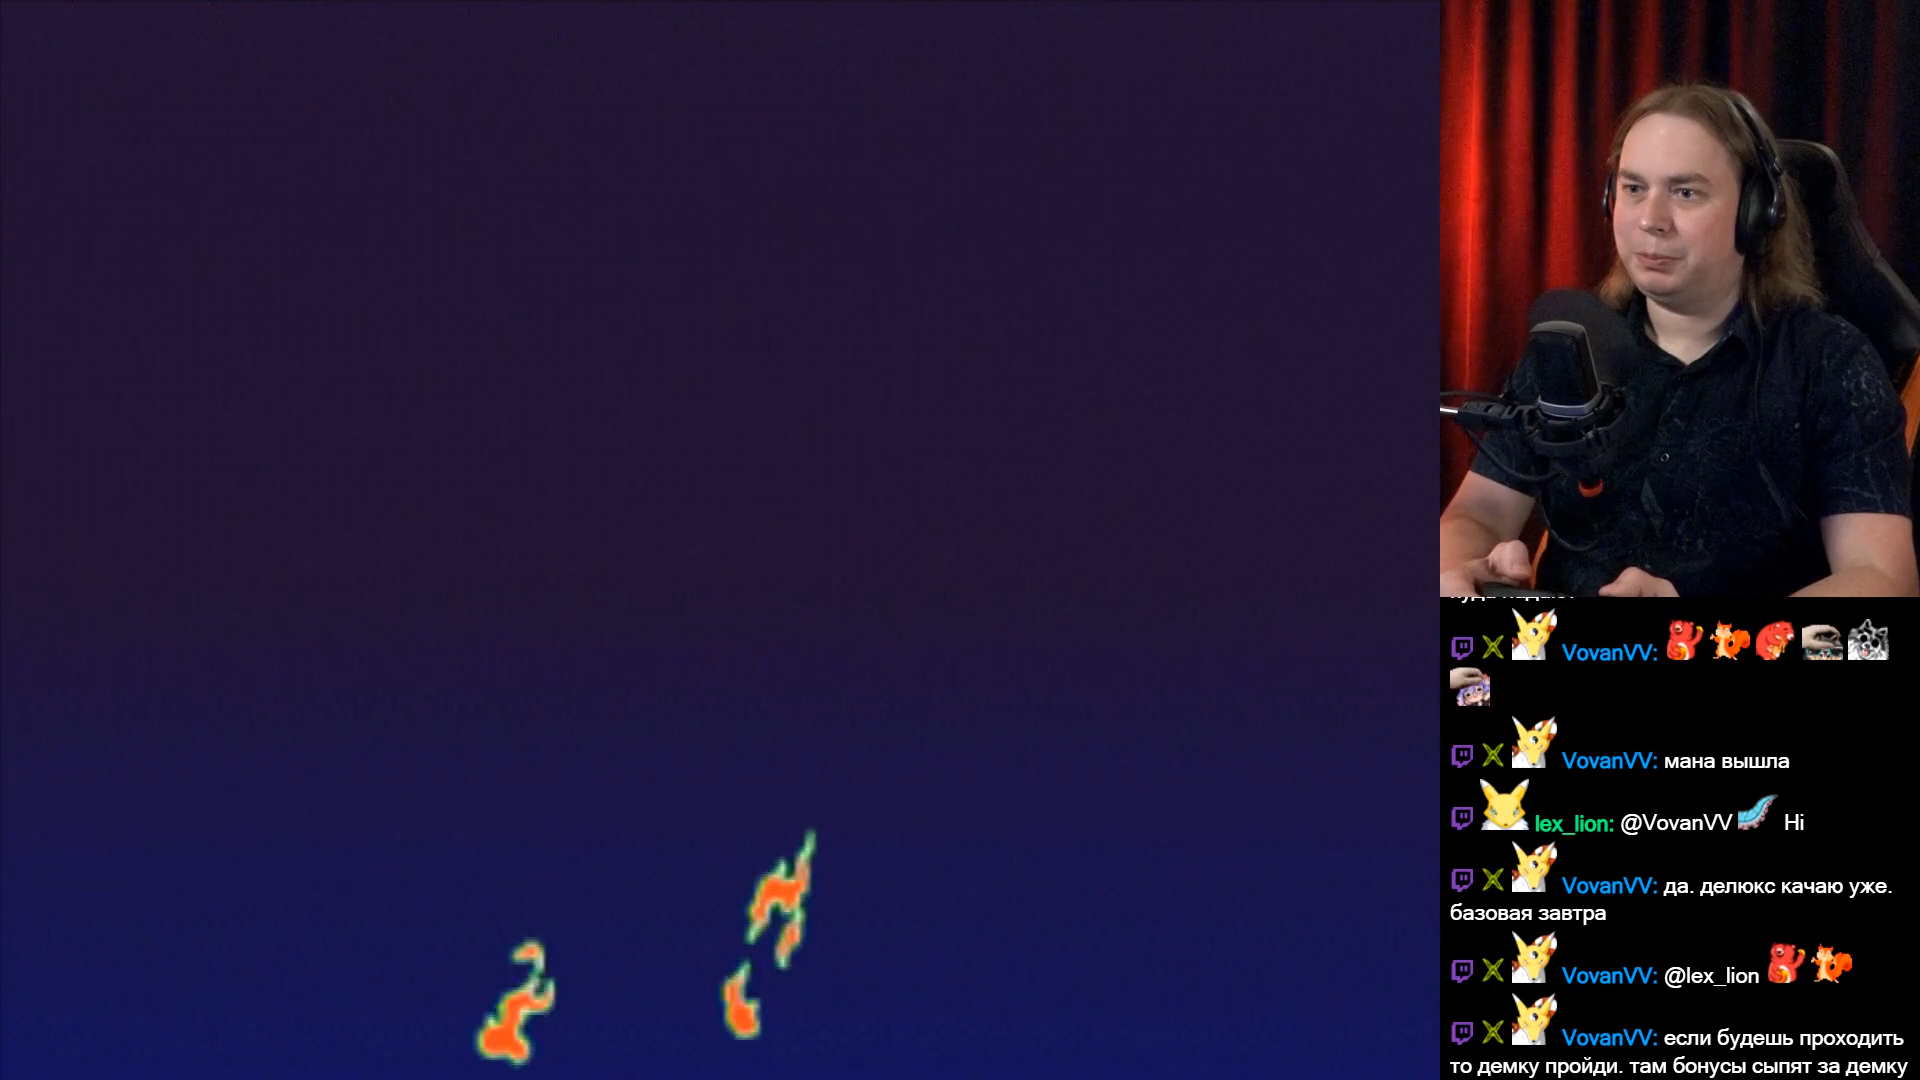 VovanVV:
VovanVV: мана вышла
lex_lion: @VovanVV Hi
VovanVV: да. делюкс качаю уже.
базовая завтра
VovanVV: @lex_lion
VovanVV: если будешь проходить
то демку пройди. там бонусы сыпят за демку